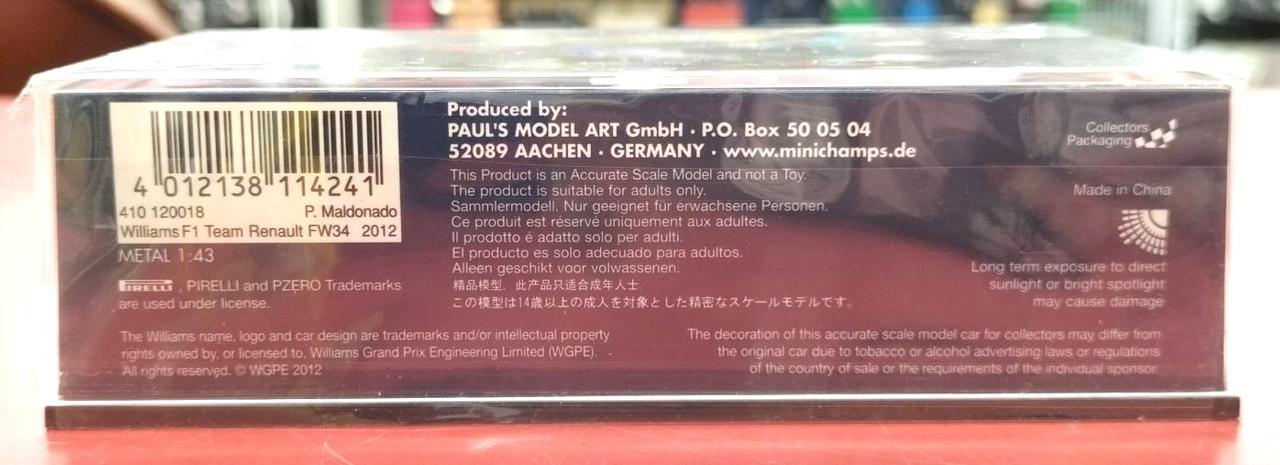 4 012138 114241
410 120018 P. Maldonado
Williams F1 Team Renault FW34 2012
METAL 1:43
PIRELLI, PIRELLI and PZERO Trademarks
are used under license.
Produced by:
PAUL'S MODEL ART GmbH · P.O. Box 50 05 04
52089 AACHEN · GERMANY · www.minichamps.de
This Product is an Accurate Scale Model and not a Toy.
The product is suitable for adults only.
Sammlermodell. Nur geeignet für erwachsene Personen.
Ce produit est réservé uniquement aux adultes.
Il prodotto é adatto solo per adulti.
El producto es solo adecuado para adultos.
Alleen geschikt voor volwassenen.
精品模型，此产品只适合成年人士.
この模型は14歳以上の成人を対象とした精密なスケールモデルです。
Collectors
Packaging
Made in China
Long term exposure to direct
sunlight or bright spotlight
may cause damage
The Williams name, logo and car design are trademarks and/or intellectual property
rights owned by, or licensed to, Williams Grand Prix Engineering Limited (WGPE).
All rights reserved. © WGPE 2012
The decoration of this accurate scale model car for collectors may differ from
the original car due to tobacco or alcohol advertising laws or regulations
of the country of sale or the requirements of the individual sponsor.